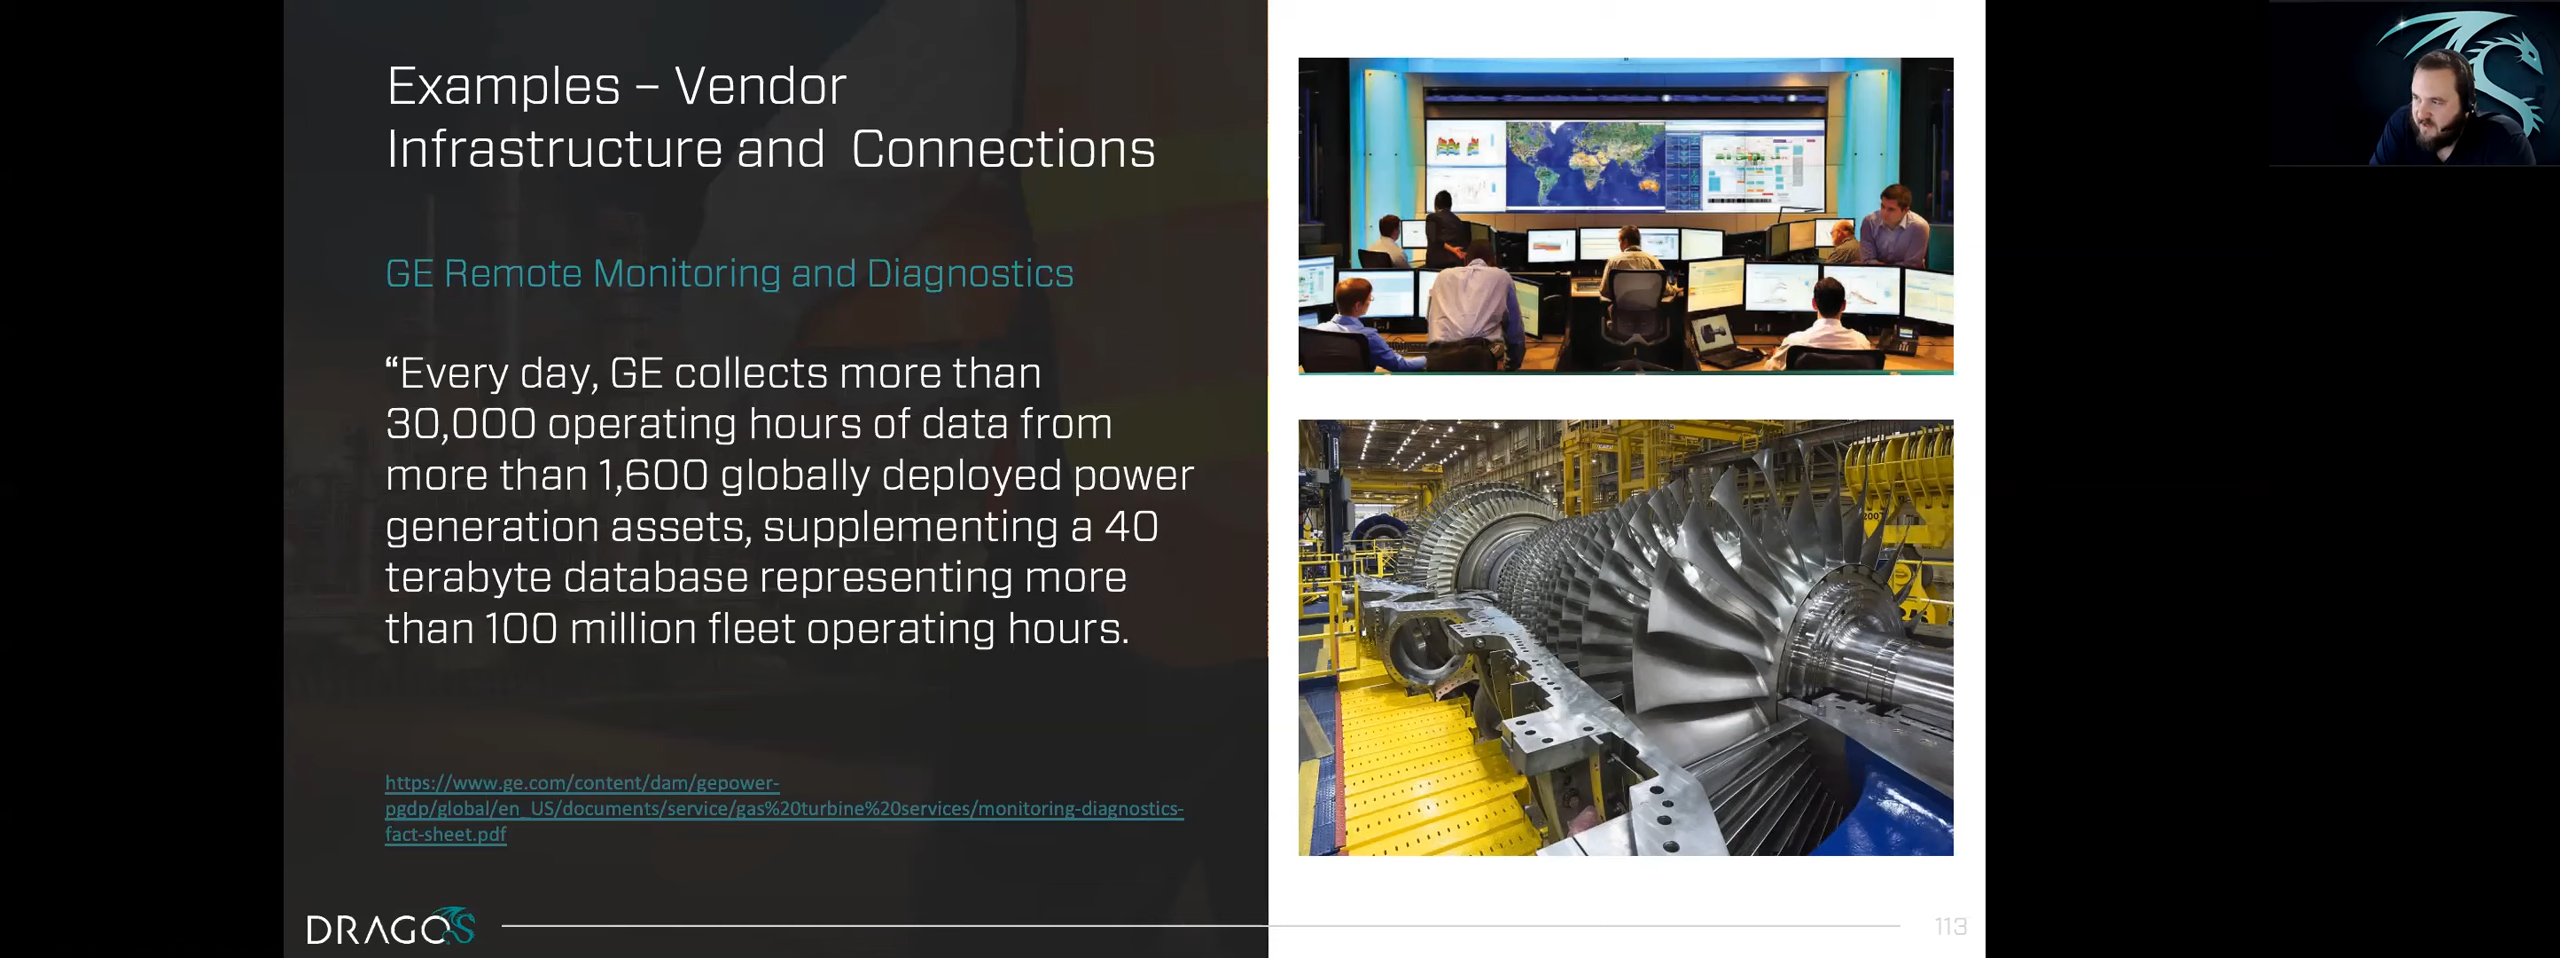 Examples – Vendor
Infrastructure and Connections
GE Remote Monitoring and Diagnostics
“Every day, GE collects more than
30,000 operating hours of data from
more than 1,600 globally deployed power
generation assets, supplementing a 40
terabyte database representing more
than 100 million fleet operating hours.
https://www.ge.com/content/dam/gepower-
pgdp/global/en_US/documents/service/gas%20turbine%20services/monitoring-diagnostics-
fact-sheet.pdf
DRAGOS
113